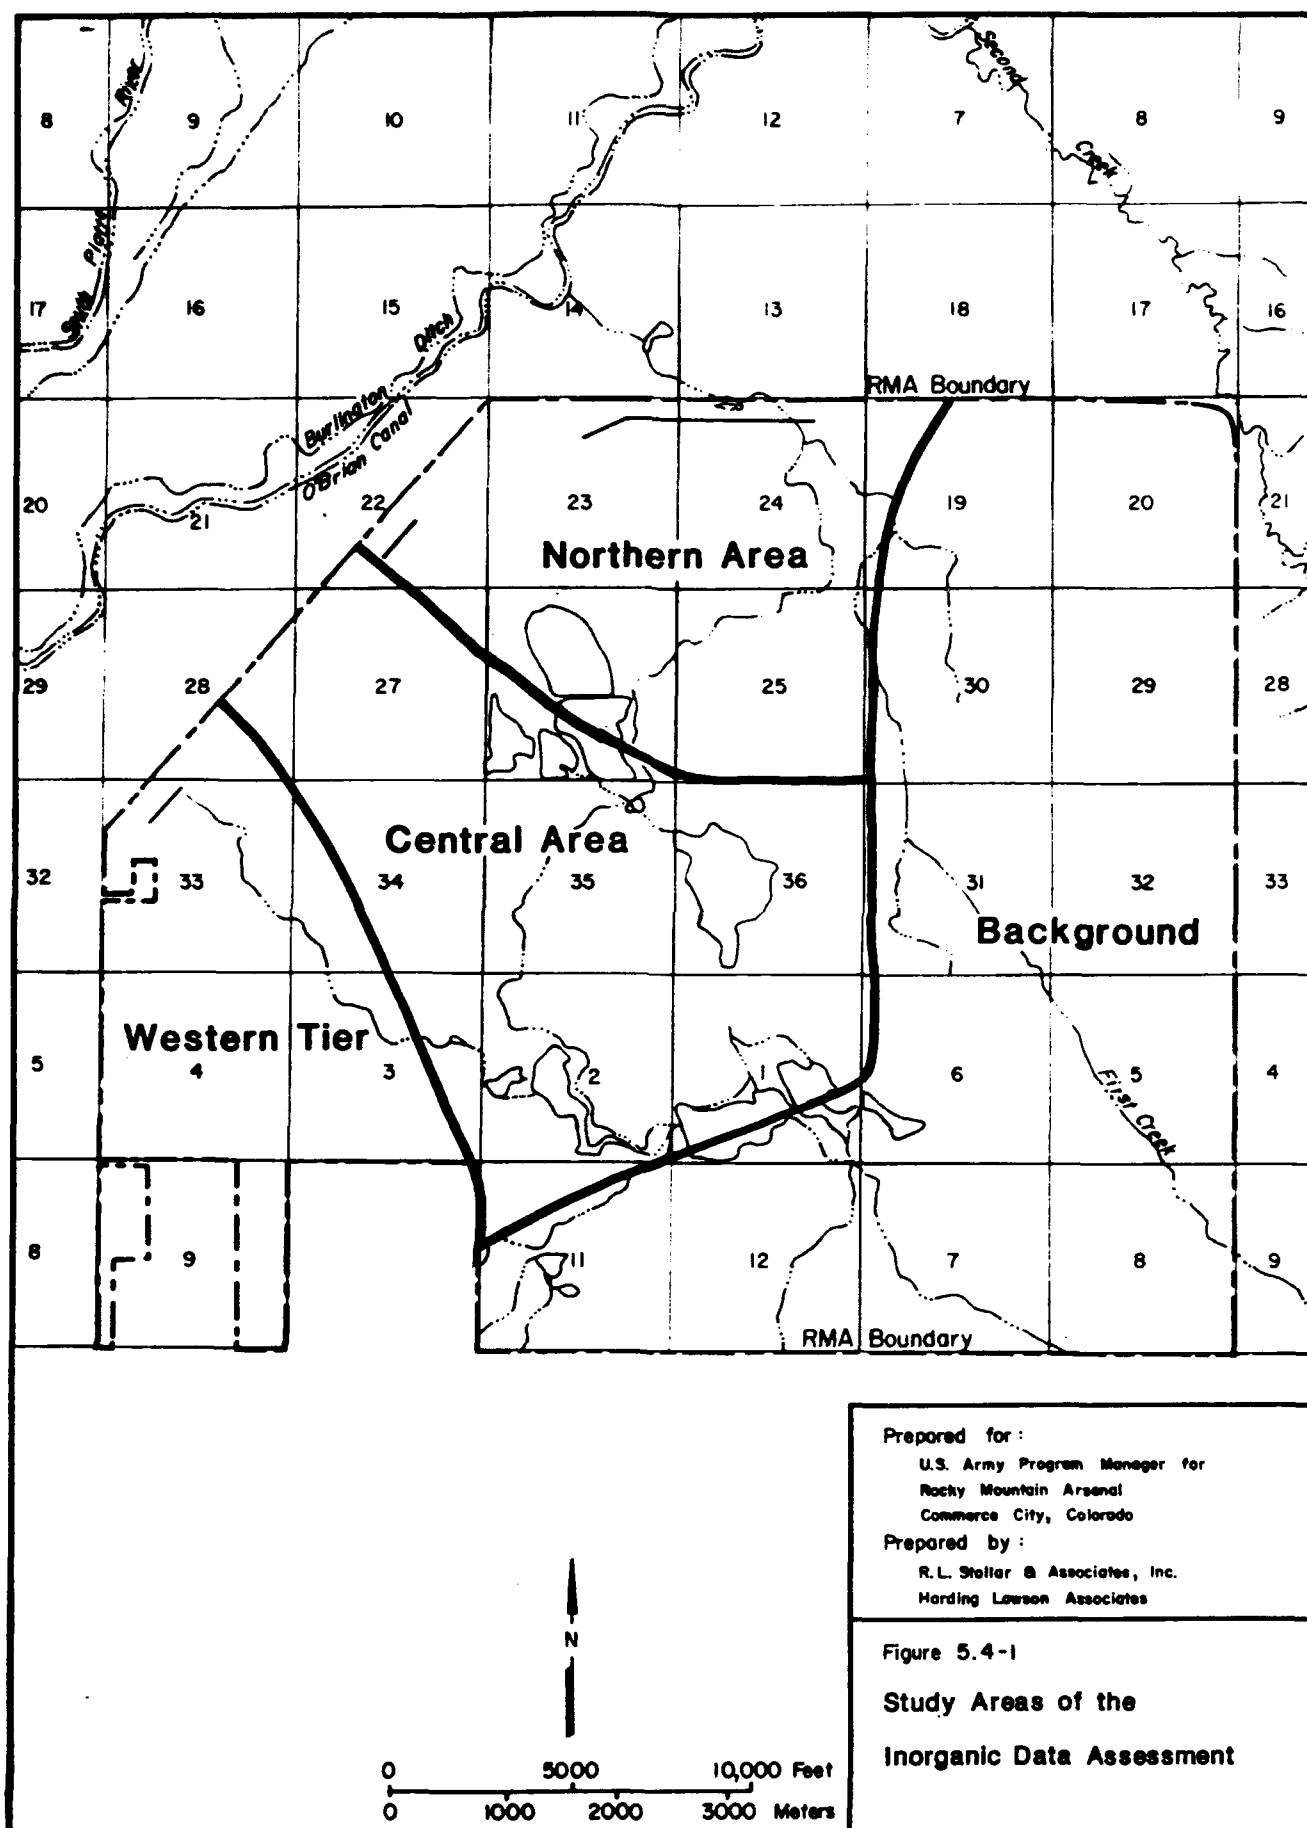 River
Second
8
9
10
11
12
7
8
9
Creek
South Platte
17
16
15
Ditch
14
13
18
17
16
RMA Boundary
Burlington
O'Brian Canal
20
21
22
23
24
19
20
21
Northern Area
29
28
27
25
30
29
28
Central Area
32
33
34
35
36
31
32
33
Background
Western Tier
5
4
3
2
1
6
5
4
First Creek
8
9
11
12
7
8
9
RMA Boundary
Prepared for :
U.S. Army Program Manager for
Rocky Mountain Arsenal
Commerce City, Colorado
Prepared by :
R.L. Stollar & Associates, Inc.
Harding Lawson Associates
N
Figure 5.4-1
Study Areas of the
Inorganic Data Assessment
0 5000 10,000 Feet
0 1000 2000 3000 Meters